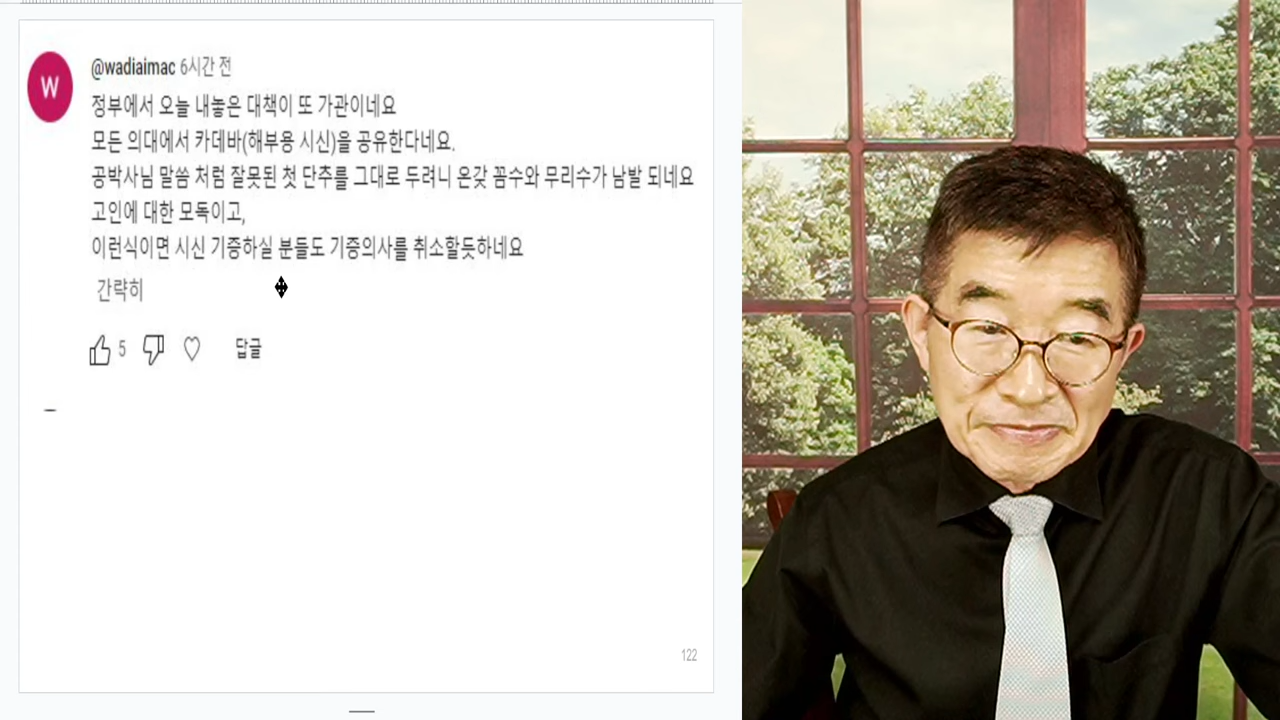 W
@wadiaimac 6시간 전
정부에서 오늘 내놓은 대책이 또 가관이네요
모든 의대에서 카데바(해부용 시신)을 공유한다네요.
공박사님 말씀 처럼 잘못된 첫 단추를 그대로 두려니 온갖 꼼수와 무리수가 남발 되네요
고인에 대한 모독이고,
이런식이면 시신 기증하실 분들도 기증의사를 취소할듯하네요
간략히
5 답글
122